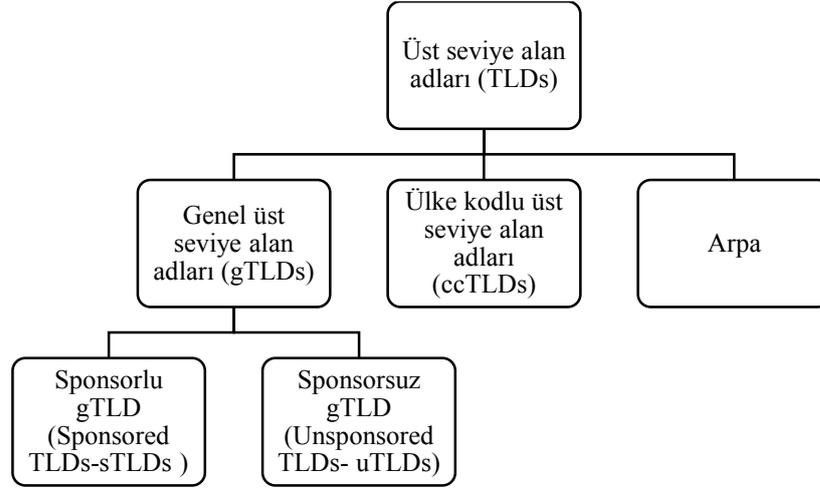 Üst seviye alan
adları (TLDs)
Genel üst
seviye alan
adları (gTLDs)
Ülke kodlu üst
seviye alan
adları
(ccTLDs)
Arpa
Sponsorlu
gTLD
(Sponsored
TLDs-sTLDs )
Sponsorsuz
gTLD
(Unsponsored
TLDs- uTLDs)